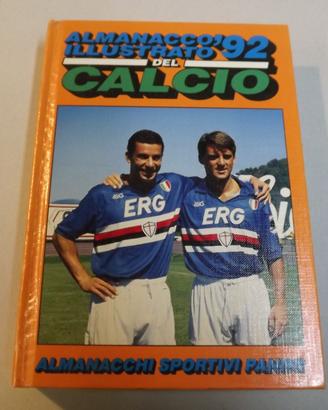 ALMANACCO
ILLUSTRATO '92
DEL
CALCIO
ERG
ERG
ALMANACCHI SPORTIVI PANINI